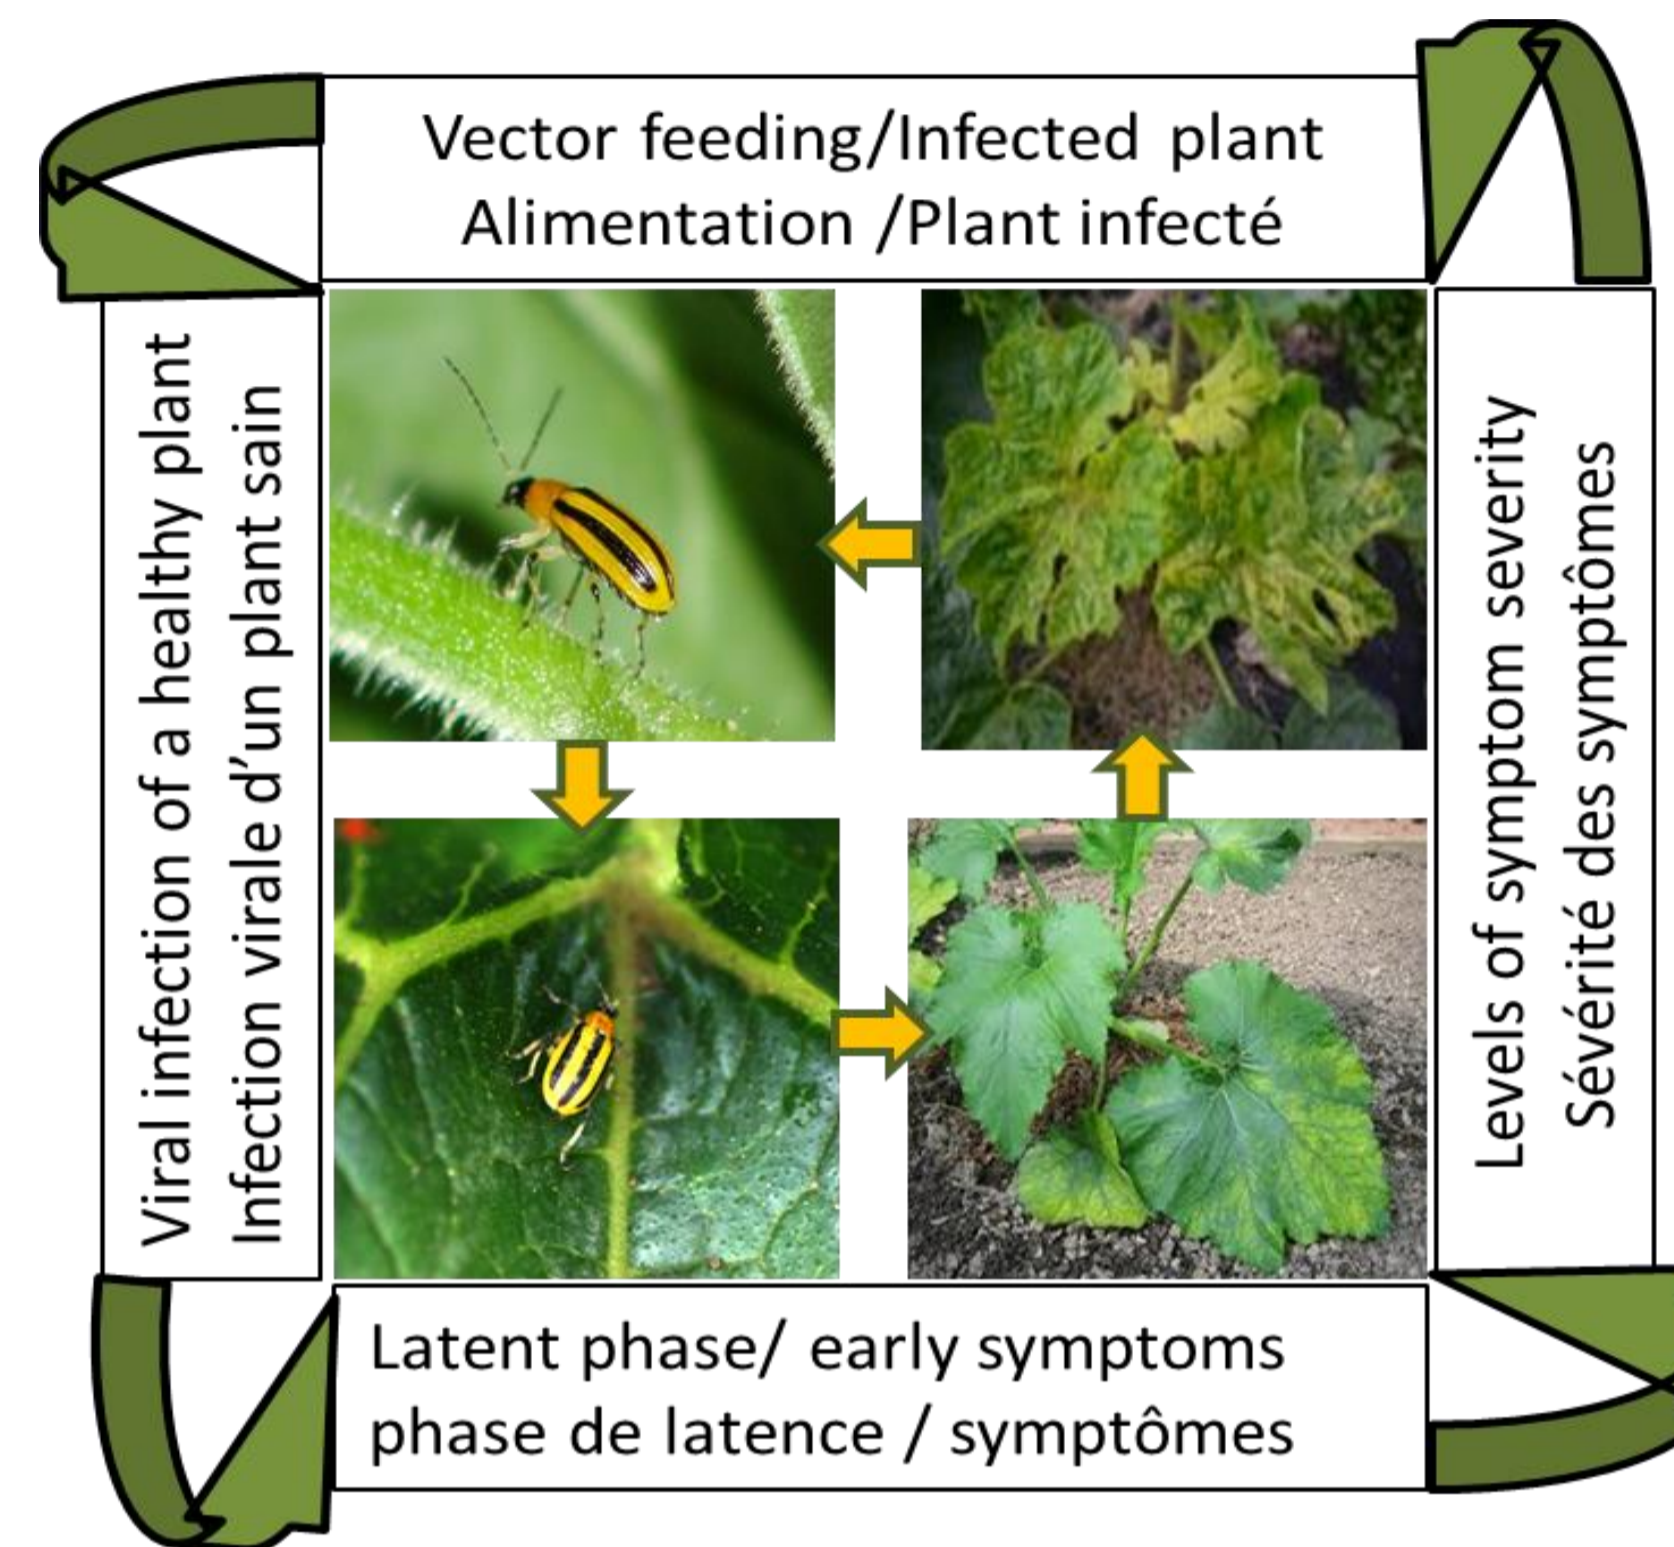 Vector feeding/Infected plant
Alimentation /Plant infecté
Viral infection of a healthy plant
Infection virale d’un plant sain
Levels of symptom severity
Sévérité des symptômes
Latent phase/ early symptoms
phase de latence / symptômes